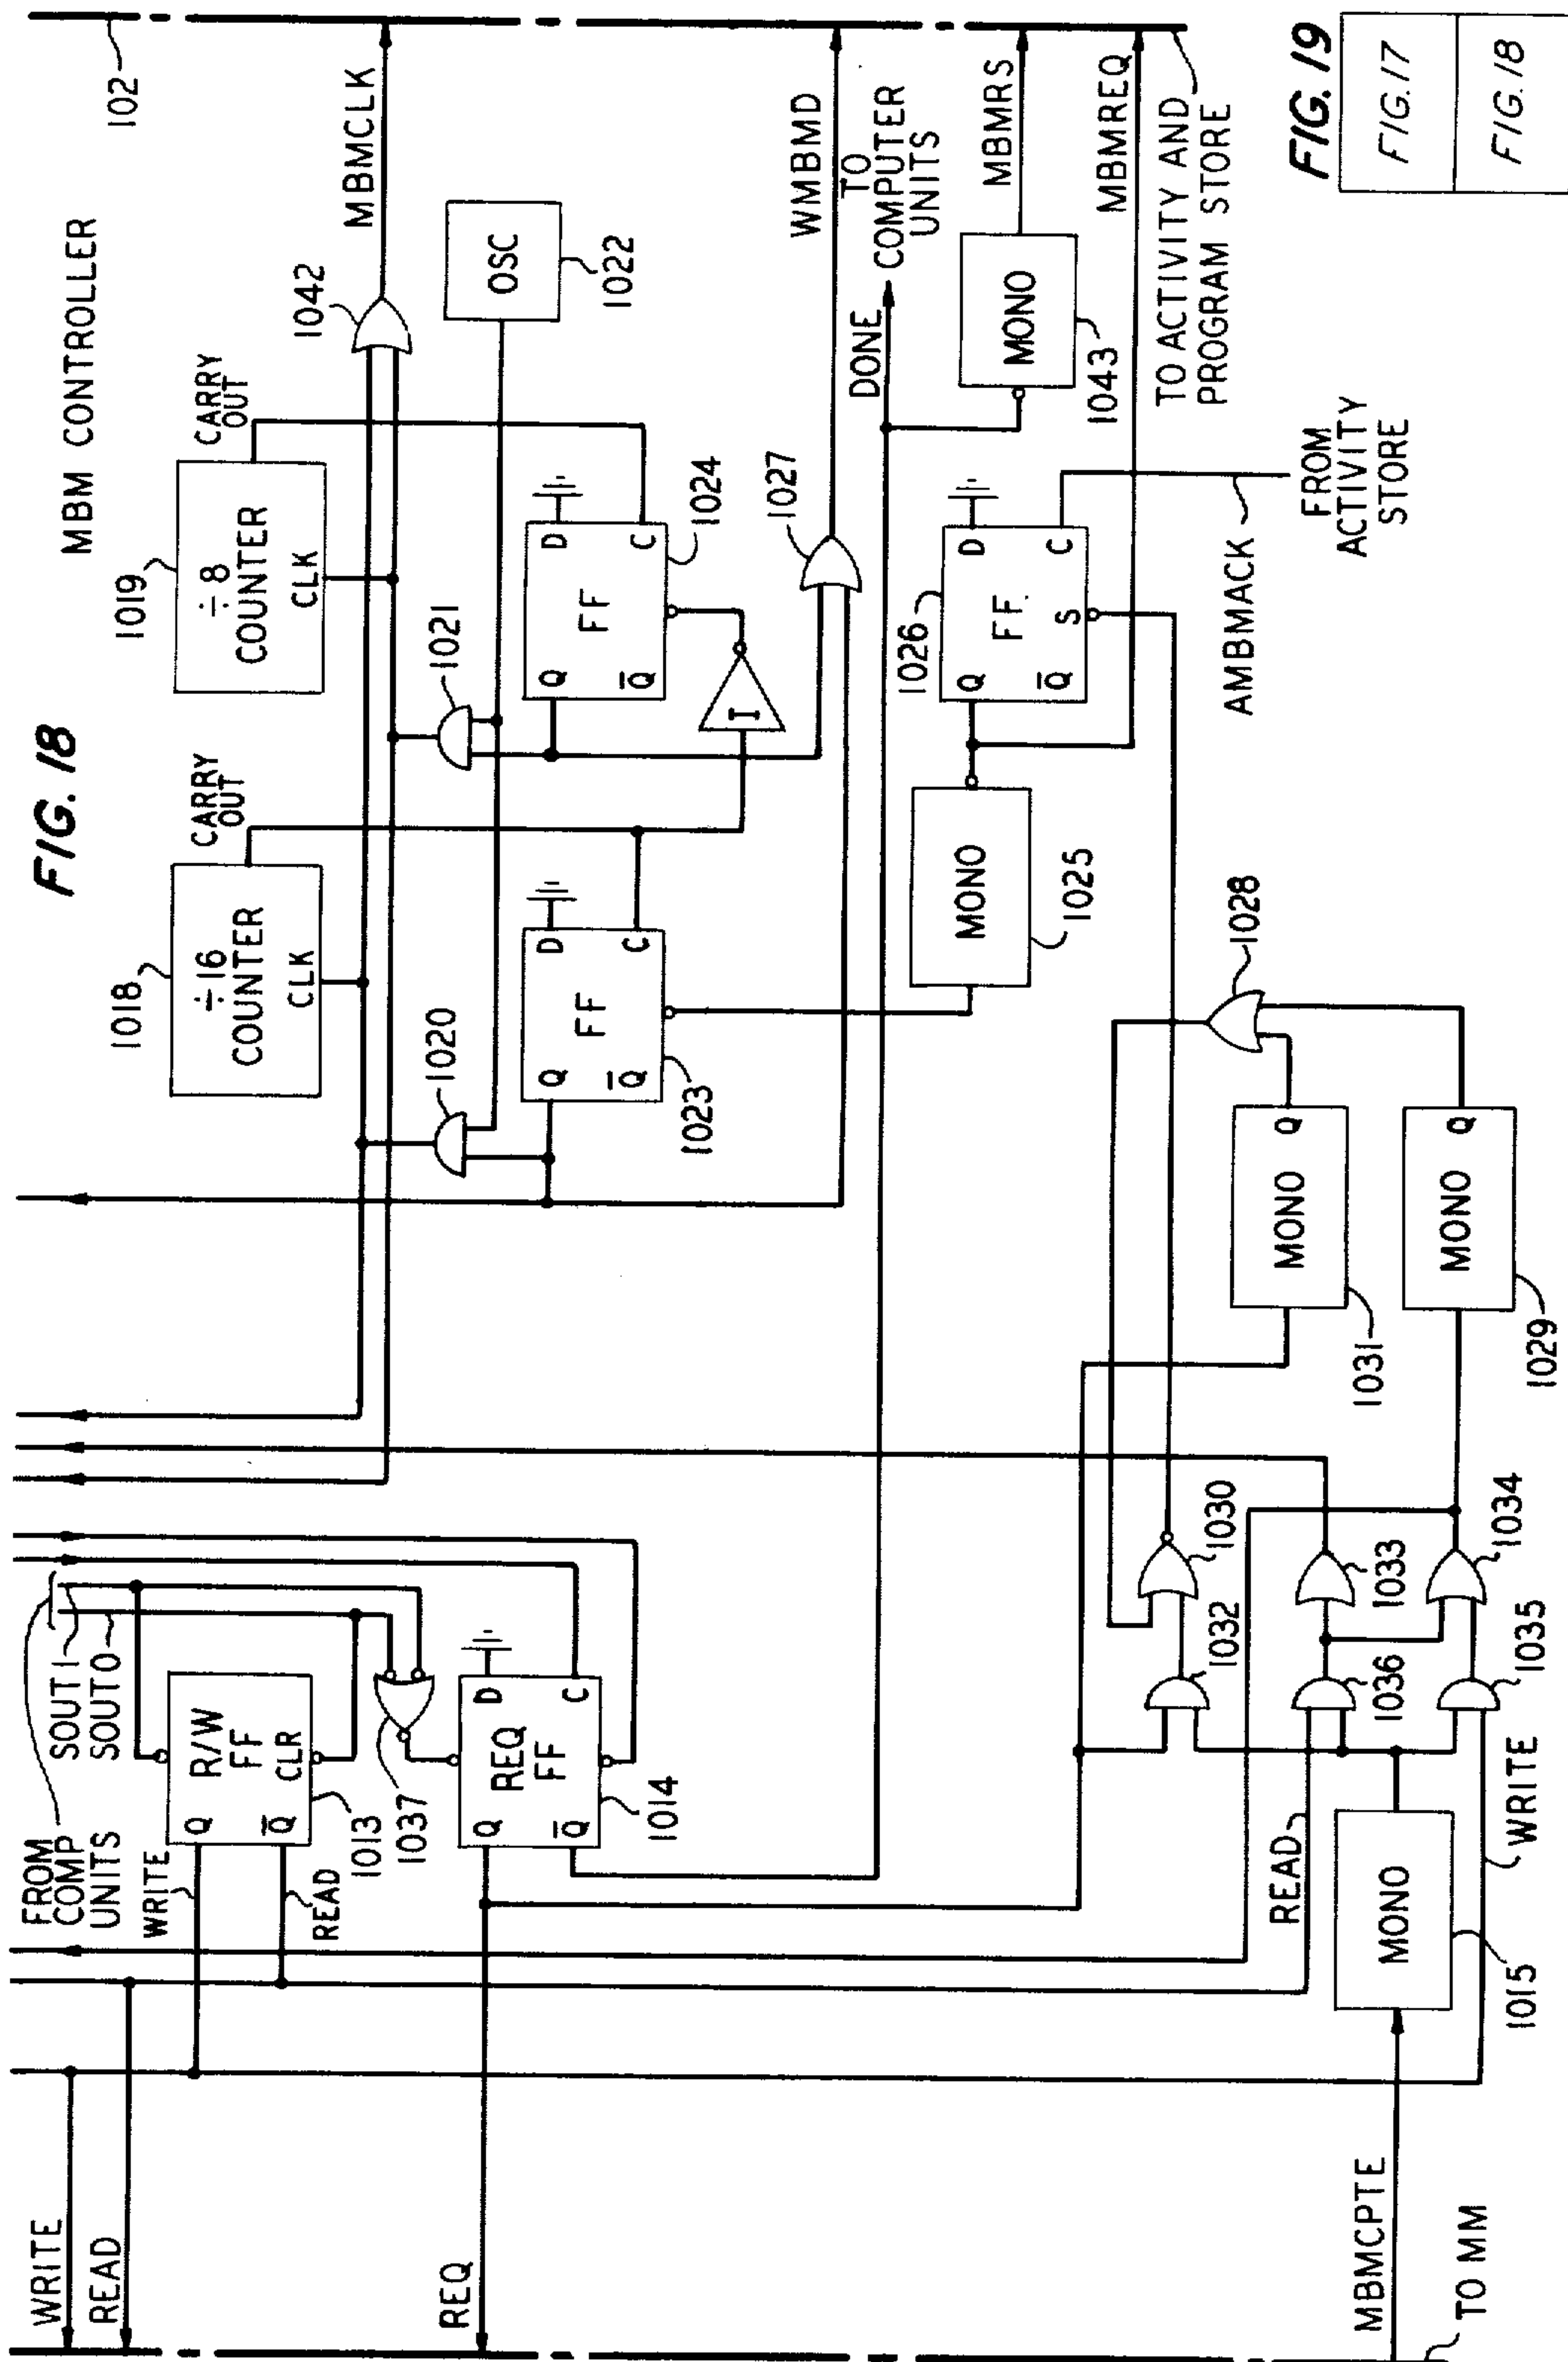 FIG. 18
MBM CONTROLLER
102
WRITE
READ
REQ
MBMCPTE
TO MM
FROM
COMP
UNITS
SOUT1
SOUT0
WRITE
READ
R/W
FF
CLR
Q
Q̅
1013
1037
REQ
FF
D
C
Q
Q̅
1014
1018
÷16
COUNTER
CLK
CARRY
OUT
1019
÷8
COUNTER
CLK
CARRY
OUT
1042
MBMCLK
1020
1021
OSC
1022
Q
D
FF
Q̅
C
1023
Q
D
FF
Q̅
C
1024
I
1027
WMBMD
DONE
TO
COMPUTER
UNITS
MONO
1025
1026
Q
D
FF
Q̅
S
C
MONO
1043
MBMRS
MBMREQ
TO ACTIVITY AND
PROGRAM STORE
AMBMACK
FROM
ACTIVITY
STORE
1028
1030
1032
1033
1034
1035
1036
READ
WRITE
MONO
1015
MONO
Q
1031
MONO
Q
1029
FIG. 19
FIG. 17
FIG. 18